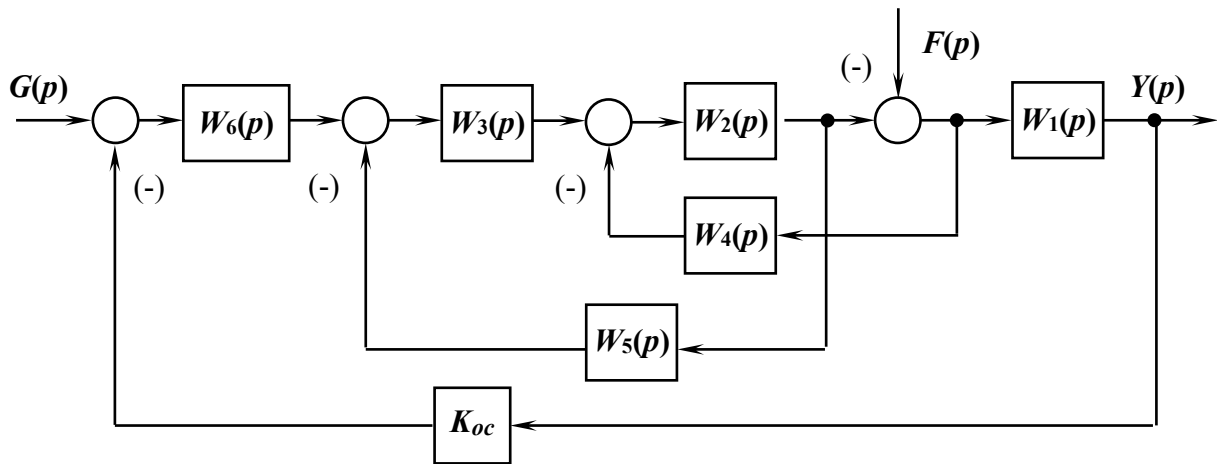 F(p)
(-)
G(p)
Y(p)
W6(p)
W3(p)
W2(p)
W1(p)
(-)
(-)
(-)
W4(p)
W5(p)
Koc